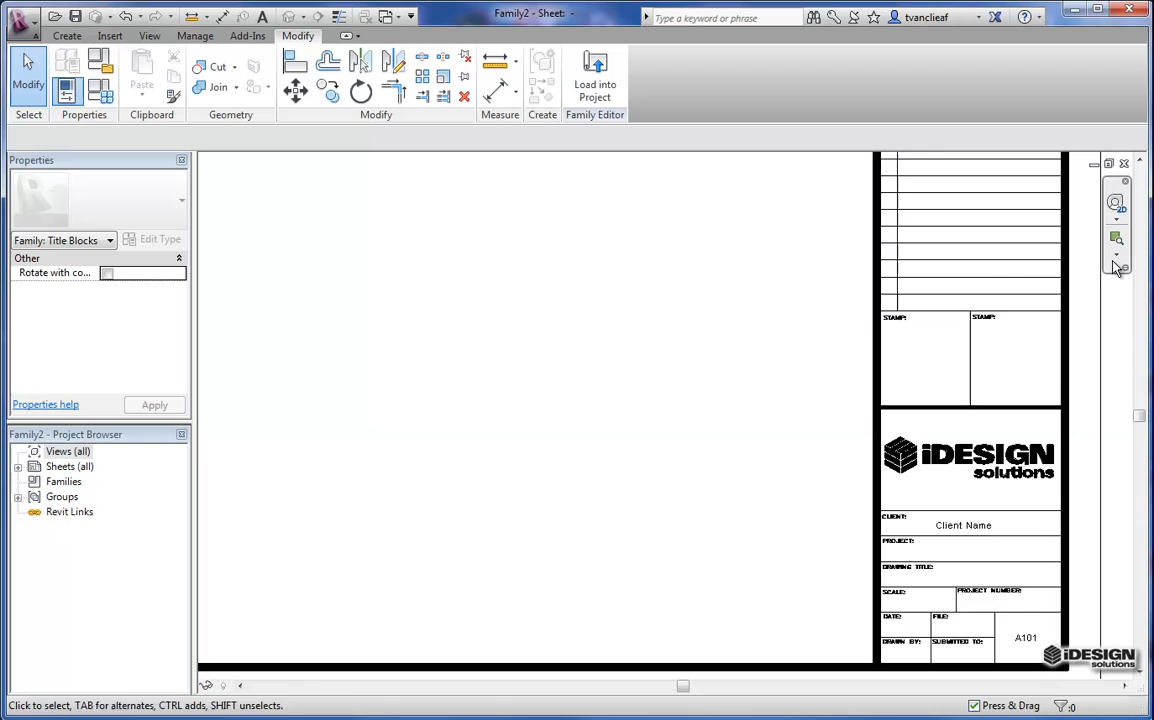 Family2 - Sheet: -
Type a keyword or phrase
tvanclieaf
Create
Insert
View
Manage
Add-Ins
Modify
Modify
Paste
Cut
Join
Load into
Project
Select
Properties
Clipboard
Geometry
Modify
Measure
Create
Family Editor
Properties
Family: Title Blocks
Edit Type
Other
Rotate with co...
Properties help
Apply
Family2 - Project Browser
Views (all)
Sheets (all)
Families
Groups
Revit Links
2D
STAMP:
STAMP:
iDESIGN
solutions
CLIENT:
Client Name
PROJECT:
DRAWING TITLE:
SCALE:
PROJECT NUMBER:
DATE:
FILE:
DRAWN BY:
SUBMITTED TO:
A101
iDESIGN
solutions
Click to select, TAB for alternates, CTRL adds, SHIFT unselects.
Press & Drag
:0